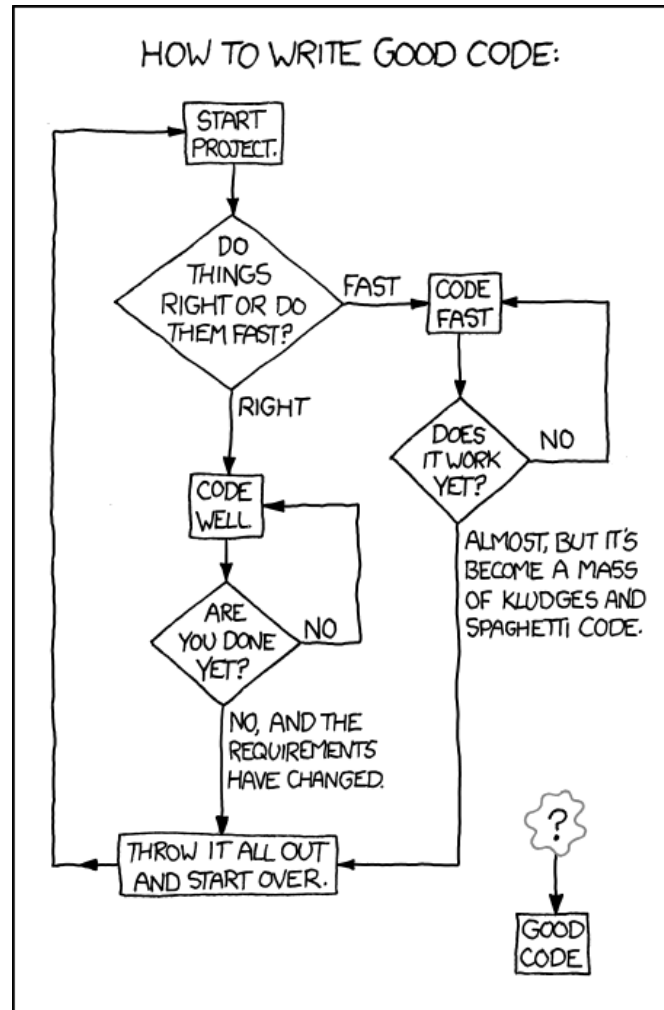 HOW TO WRITE GOOD CODE:
START
PROJECT.
DO
THINGS
RIGHT OR DO
THEM FAST?
FAST
CODE
FAST
RIGHT
DOES
IT WORK
YET?
NO
CODE
WELL.
ALMOST, BUT IT'S
BECOME A MASS
OF KLUDGES AND
SPAGHETTI CODE.
ARE
YOU DONE
YET?
NO
NO, AND THE
REQUIREMENTS
HAVE CHANGED.
THROW IT ALL OUT
AND START OVER.
?
GOOD
CODE